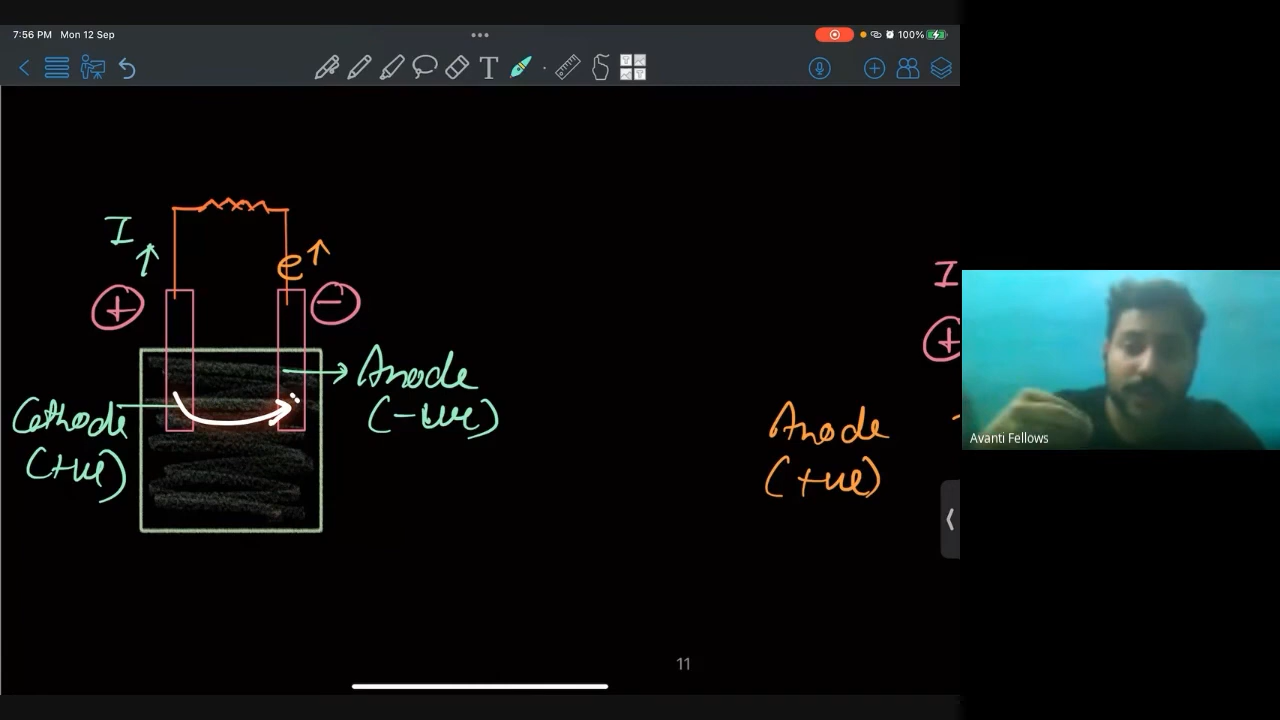 7:56 PM Mon 12 Sep
100%
T
I
e
+
−
I
+
Anode
(-ve)
Cathode
(+ve)
Anode
(+ve)
Avanti Fellows
11